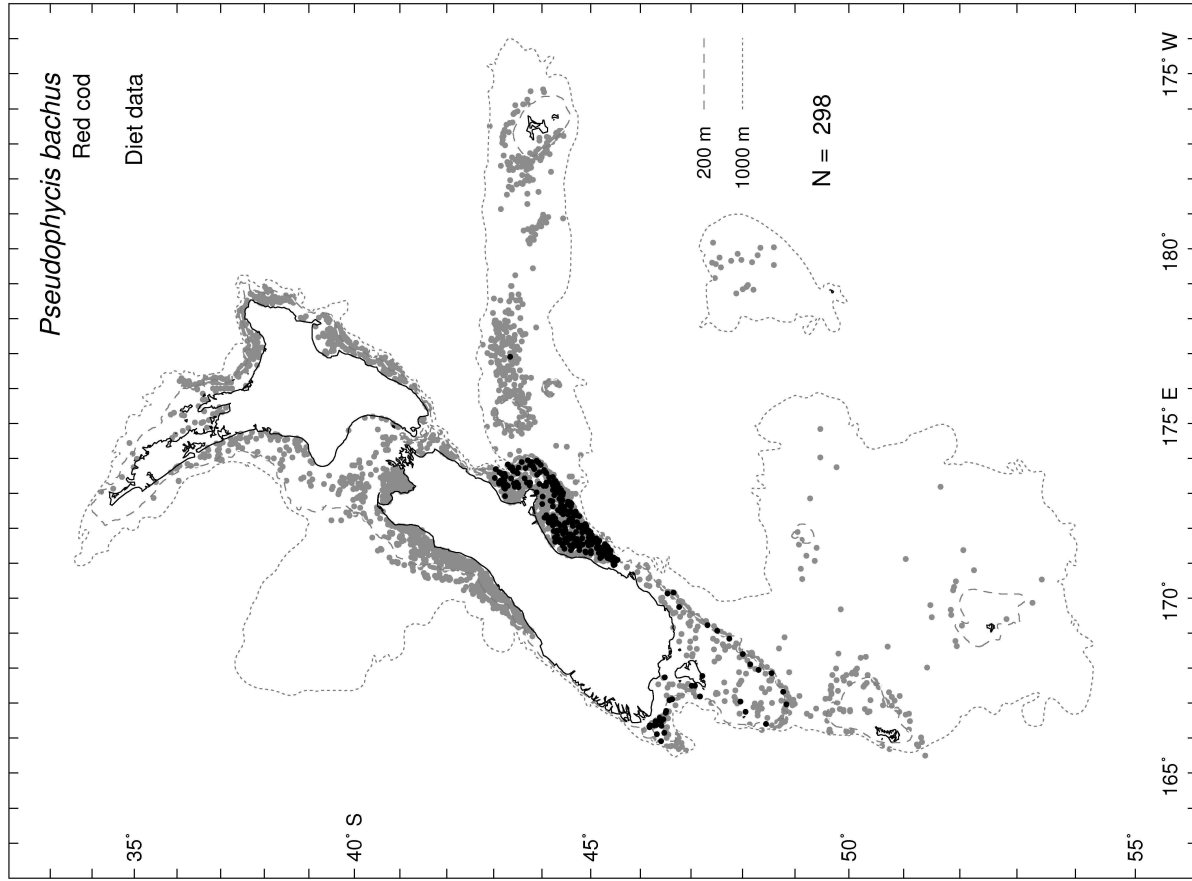 Pseudophycis bachus
Red cod
Diet data
200 m
1000 m
N = 298
35°
40° S
45°
50°
55°
165°
170°
175° E
180°
175° W